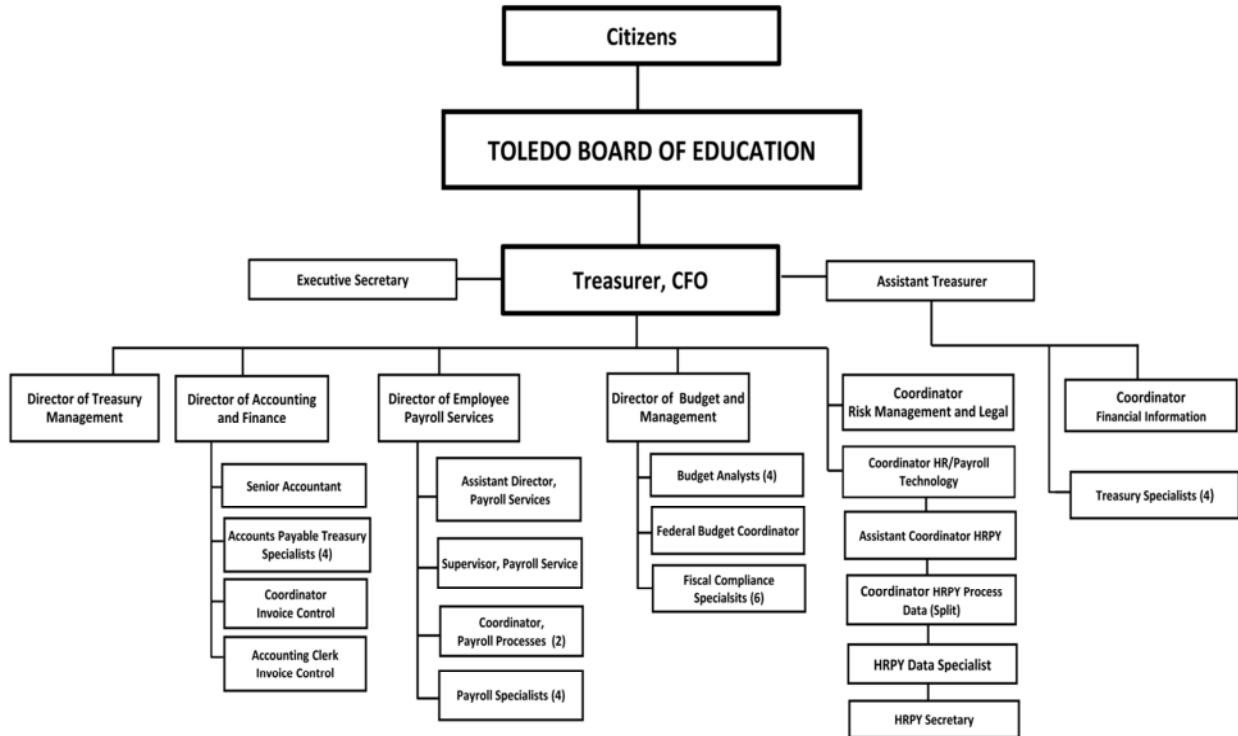 Citizens
TOLEDO BOARD OF EDUCATION
Executive Secretary
Treasurer, CFO
Assistant Treasurer
Director of Treasury
Management
Director of Accounting
and Finance
Director of Employee
Payroll Services
Director of Budget and
Management
Coordinator
Risk Management and Legal
Coordinator
Financial Information
Senior Accountant
Accounts Payable Treasury
Specialists (4)
Coordinator
Invoice Control
Accounting Clerk
Invoice Control
Assistant Director,
Payroll Services
Supervisor, Payroll Service
Coordinator,
Payroll Processes (2)
Payroll Specialists (4)
Budget Analysts (4)
Federal Budget Coordinator
Fiscal Compliance
Specialsits (6)
Coordinator HR/Payroll
Technology
Assistant Coordinator HRPY
Coordinator HRPY Process
Data (Split)
HRPY Data Specialist
HRPY Secretary
Treasury Specialists (4)